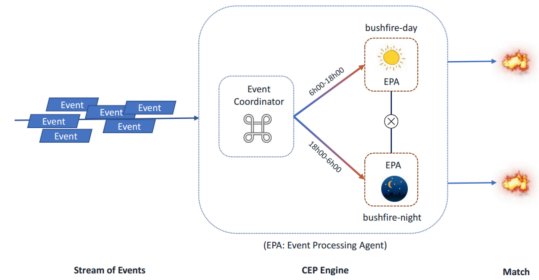 bushfire-day
EPA
6h00-18h00
Event
Coordinator
Event
Event
Event
Event
Event
Event
18h00-6h00
EPA
bushfire-night
(EPA: Event Processing Agent)
Stream of Events
CEP Engine
Match